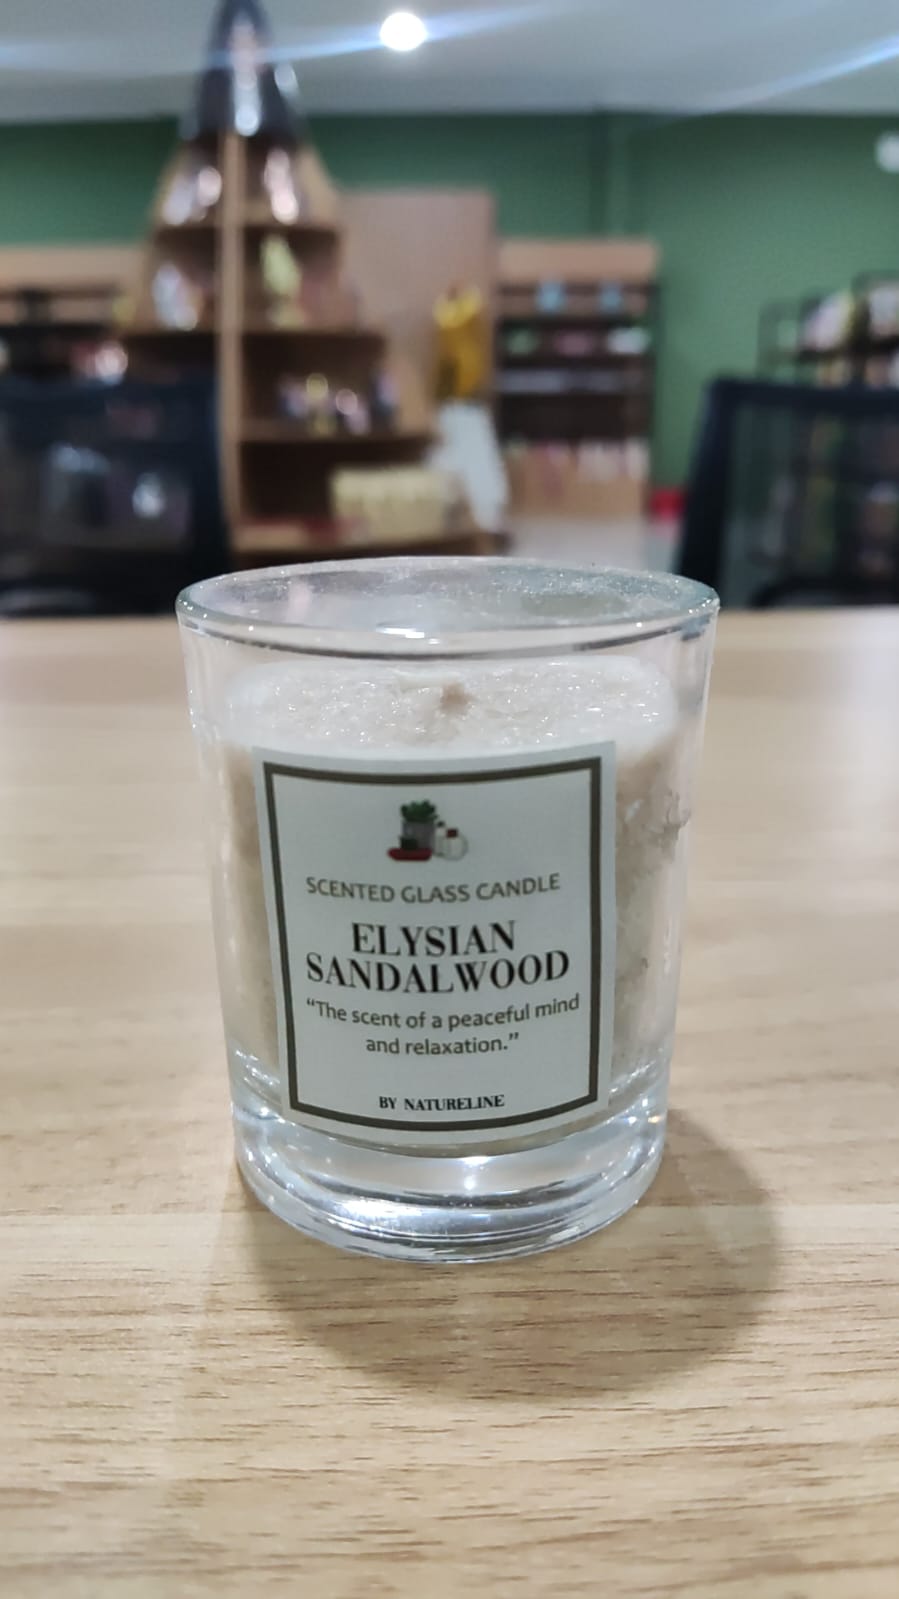 SCENTED GLASS CANDLE
ELYSIAN
SANDALWOOD
“The scent of a peaceful mind
and relaxation.”
BY NATURELINE